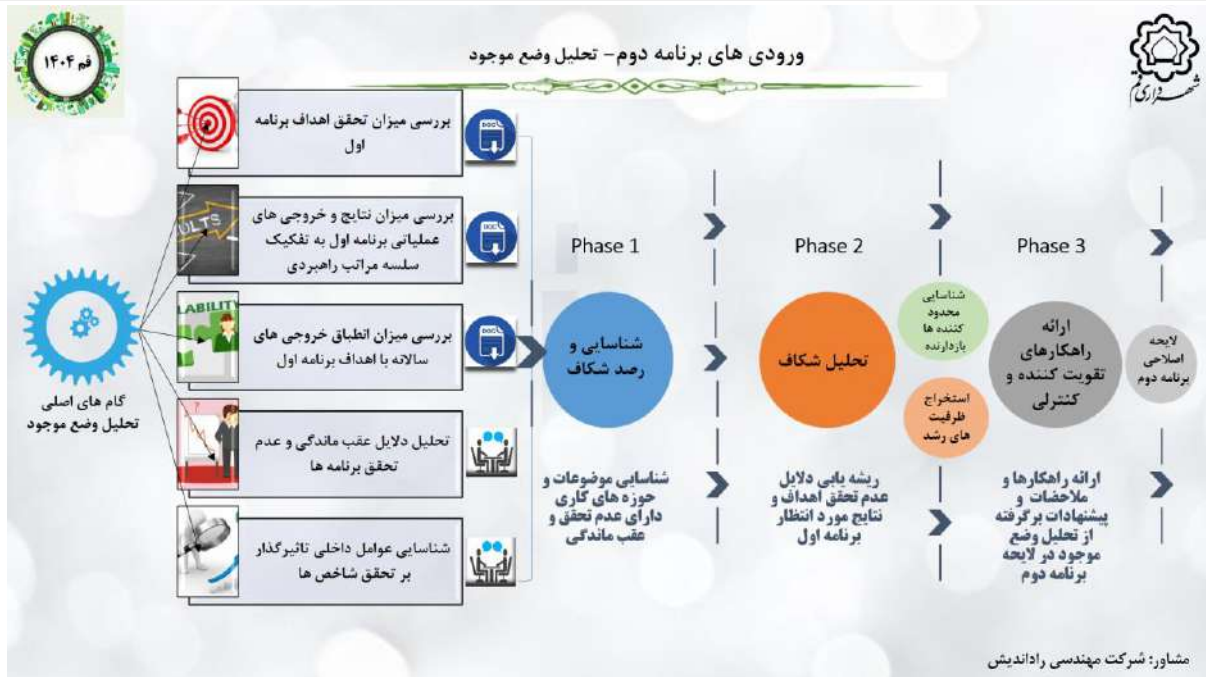 ورودی های برنامه دوم- تحلیل وضع موجود
قم ۱۴۰۴
شهرداری قم
گام های اصلی
تحلیل وضع موجود
بررسی میزان تحقق اهداف برنامه
اول
بررسی میزان نتایج و خروجی های
عملیاتی برنامه اول به تفکیک
سلسه مراتب راهبردی
ULTS
بررسی میزان انطباق خروجی های
سالانه با اهداف برنامه اول
LABILITY
تحلیل دلایل عقب ماندگی و عدم
تحقق برنامه ها
شناسایی عوامل داخلی تاثیرگذار
بر تحقق شاخص ها
DOC
DOC
DOC
Phase 1
شناسایی و
رصد شکاف
شناسایی موضوعات و
حوزه های کاری
دارای عدم تحقق و
عقب ماندگی
Phase 2
تحلیل شکاف
ریشه یابی دلایل
عدم تحقق اهداف و
نتایج مورد انتظار
برنامه اول
شناسایی
محدود
کننده ها
بازدارنده
استخراج
ظرفیت
های رشد
Phase 3
ارائه
راهکارهای
تقویت کننده و
کنترلی
ارائه راهکارها و
ملاحضات و
پیشنهادات برگرفته
از تحلیل وضع
موجود در لایحه
برنامه دوم
لایحه
اصلاحی
برنامه دوم
مشاور: شرکت مهندسی راداندیش